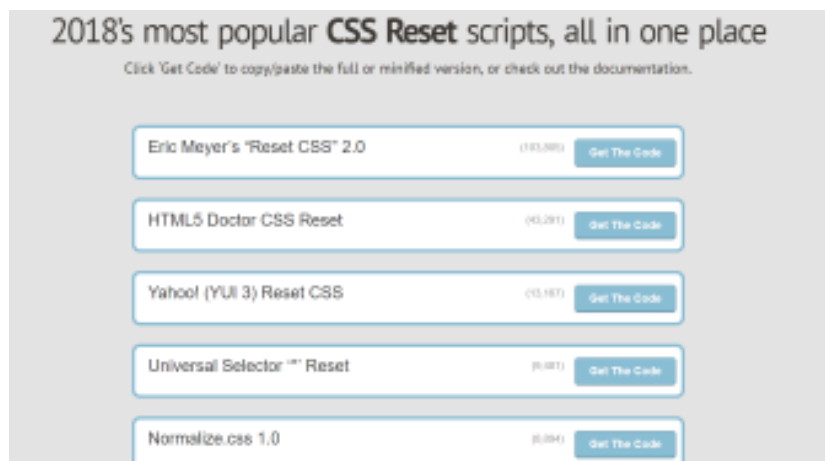 2018's most popular CSS Reset scripts, all in one place
Click 'Get Code' to copy/paste the full or minified version, or check out the documentation.
Eric Meyer's "Reset CSS" 2.0
Get The Code
HTML5 Doctor CSS Reset
Get The Code
Yahoo! (YUI 3) Reset CSS
Get The Code
Universal Selector "*" Reset
Get The Code
Normalize.css 1.0
Get The Code